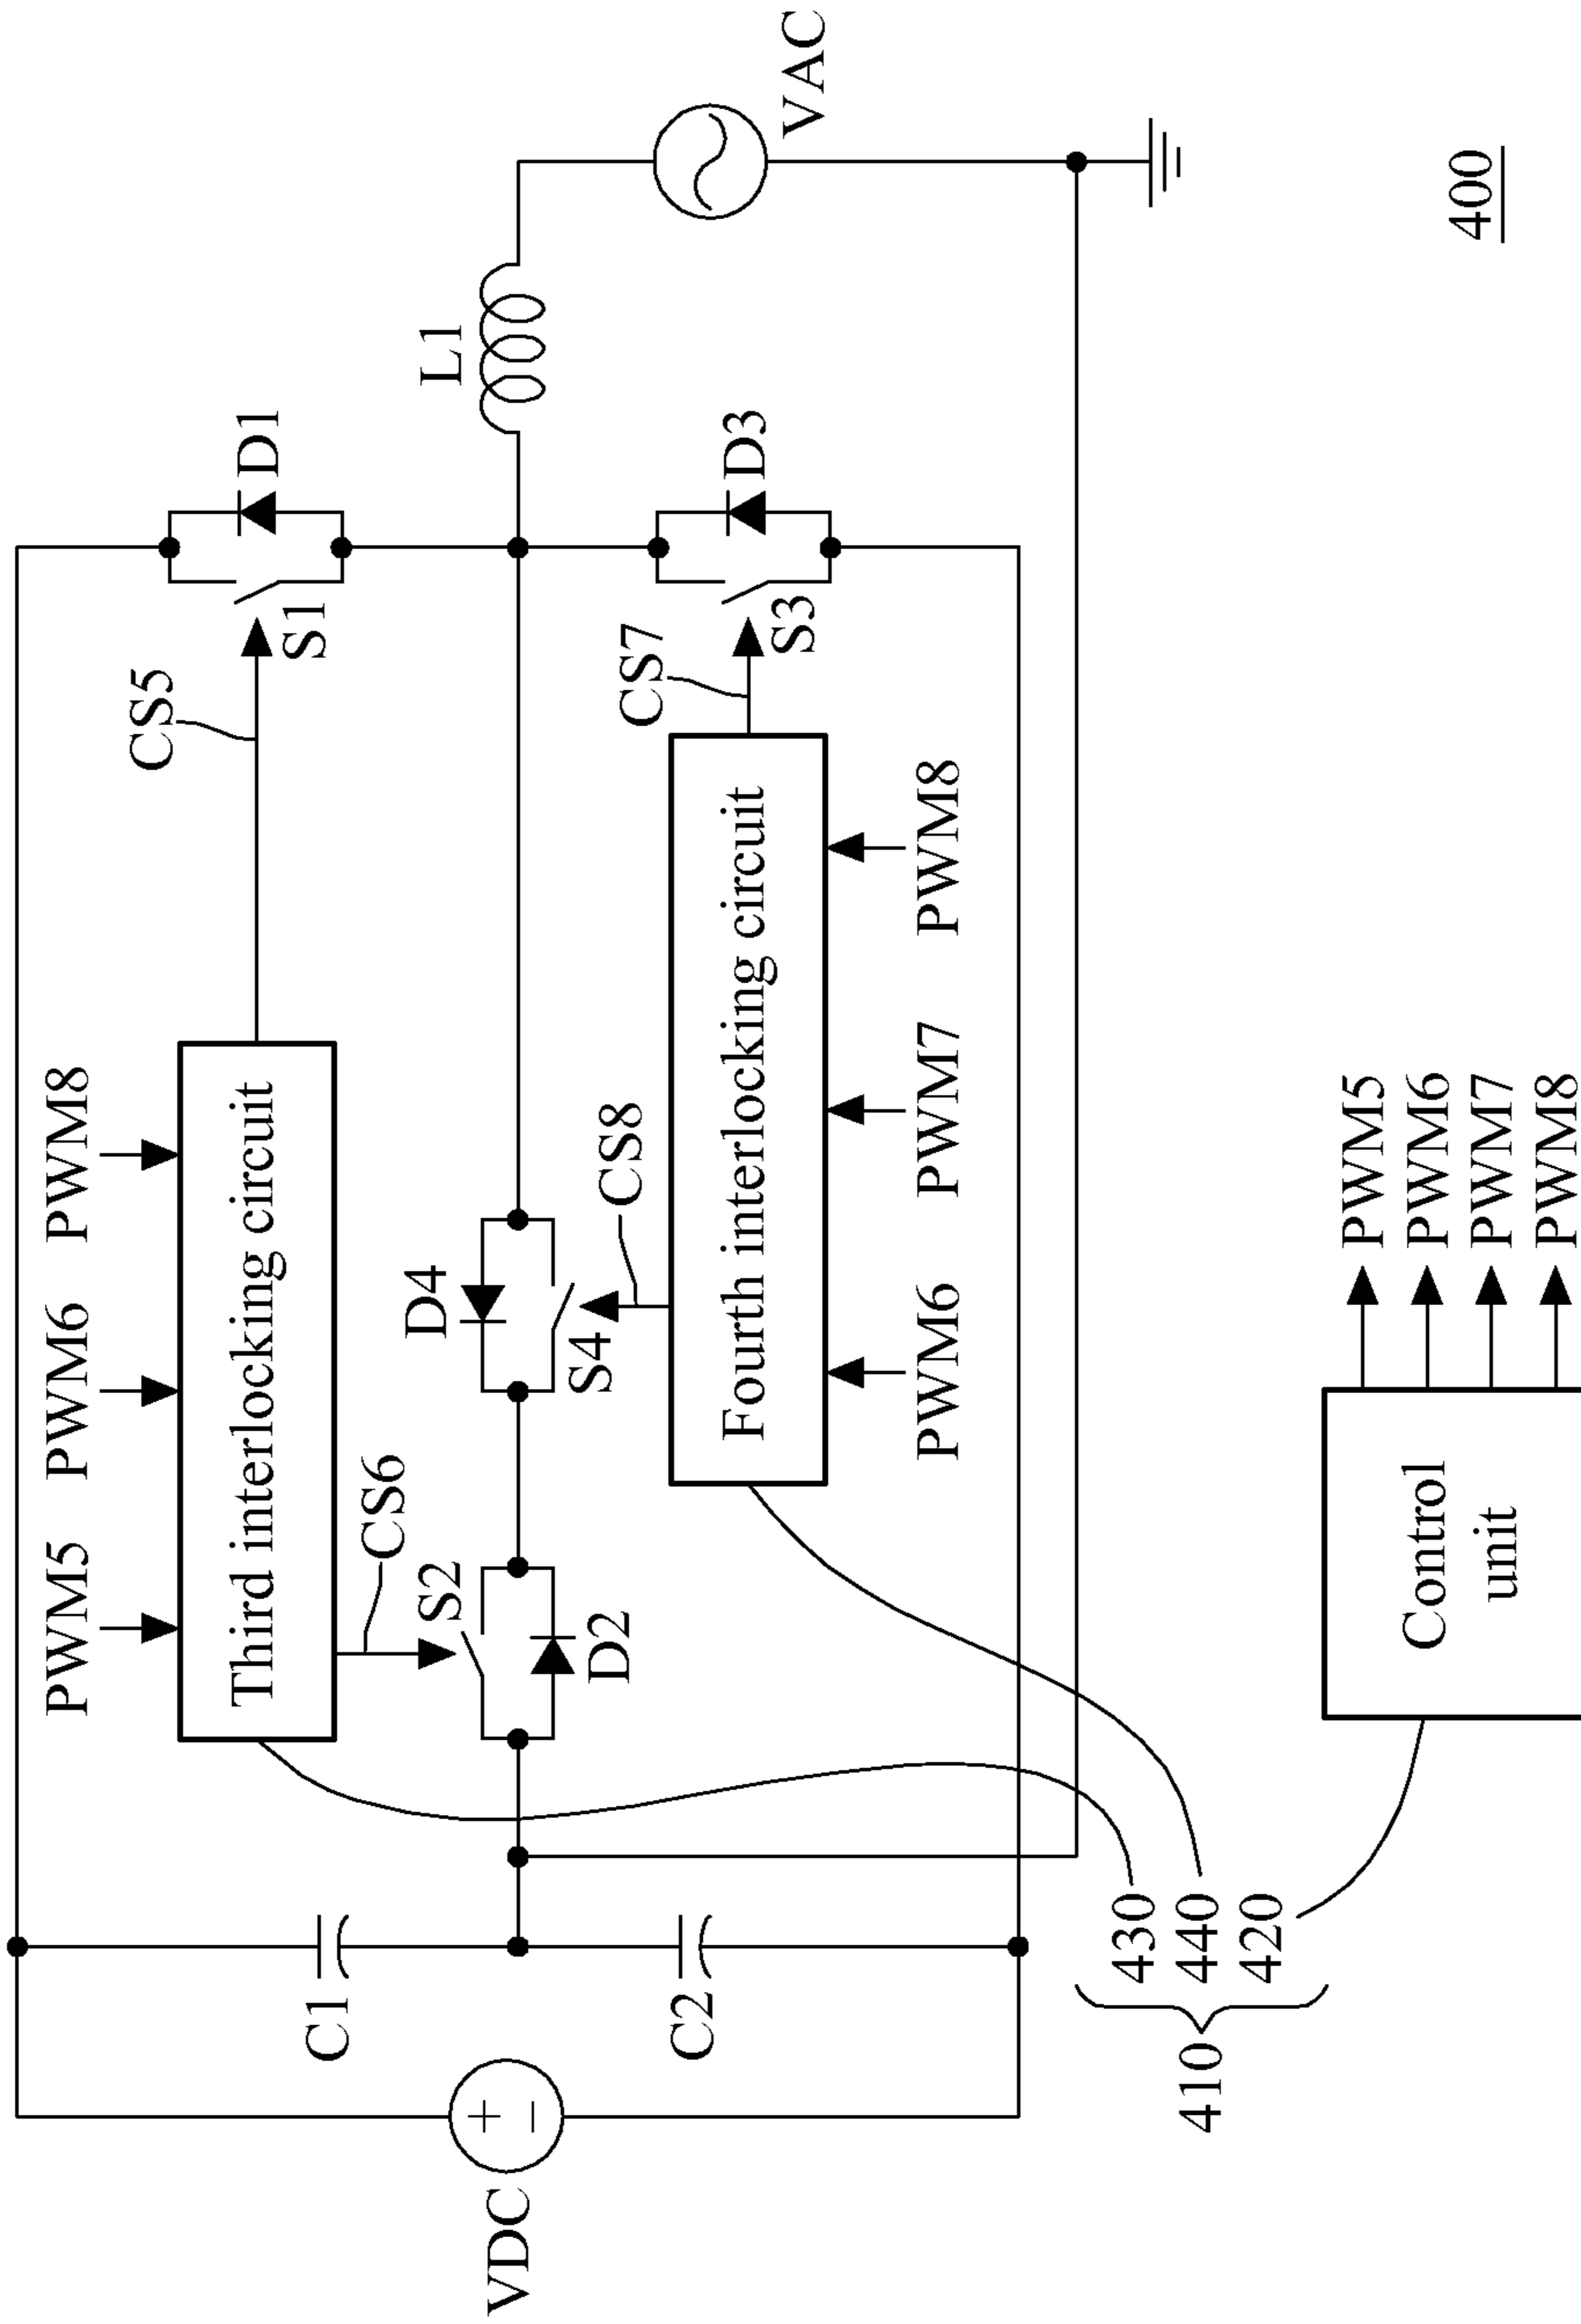 PWM5
PWM6
PWM8
CS5
D1
Third interlocking circuit
S1
C1
CS6
L1
D4
S2
VDC
CS8
S4
D2
CS7
D3
VAC
C2
Fourth interlocking circuit
S3
PWM6
PWM7
PWM8
430
410
440
420
Control
unit
PWM5
PWM6
PWM7
PWM8
400